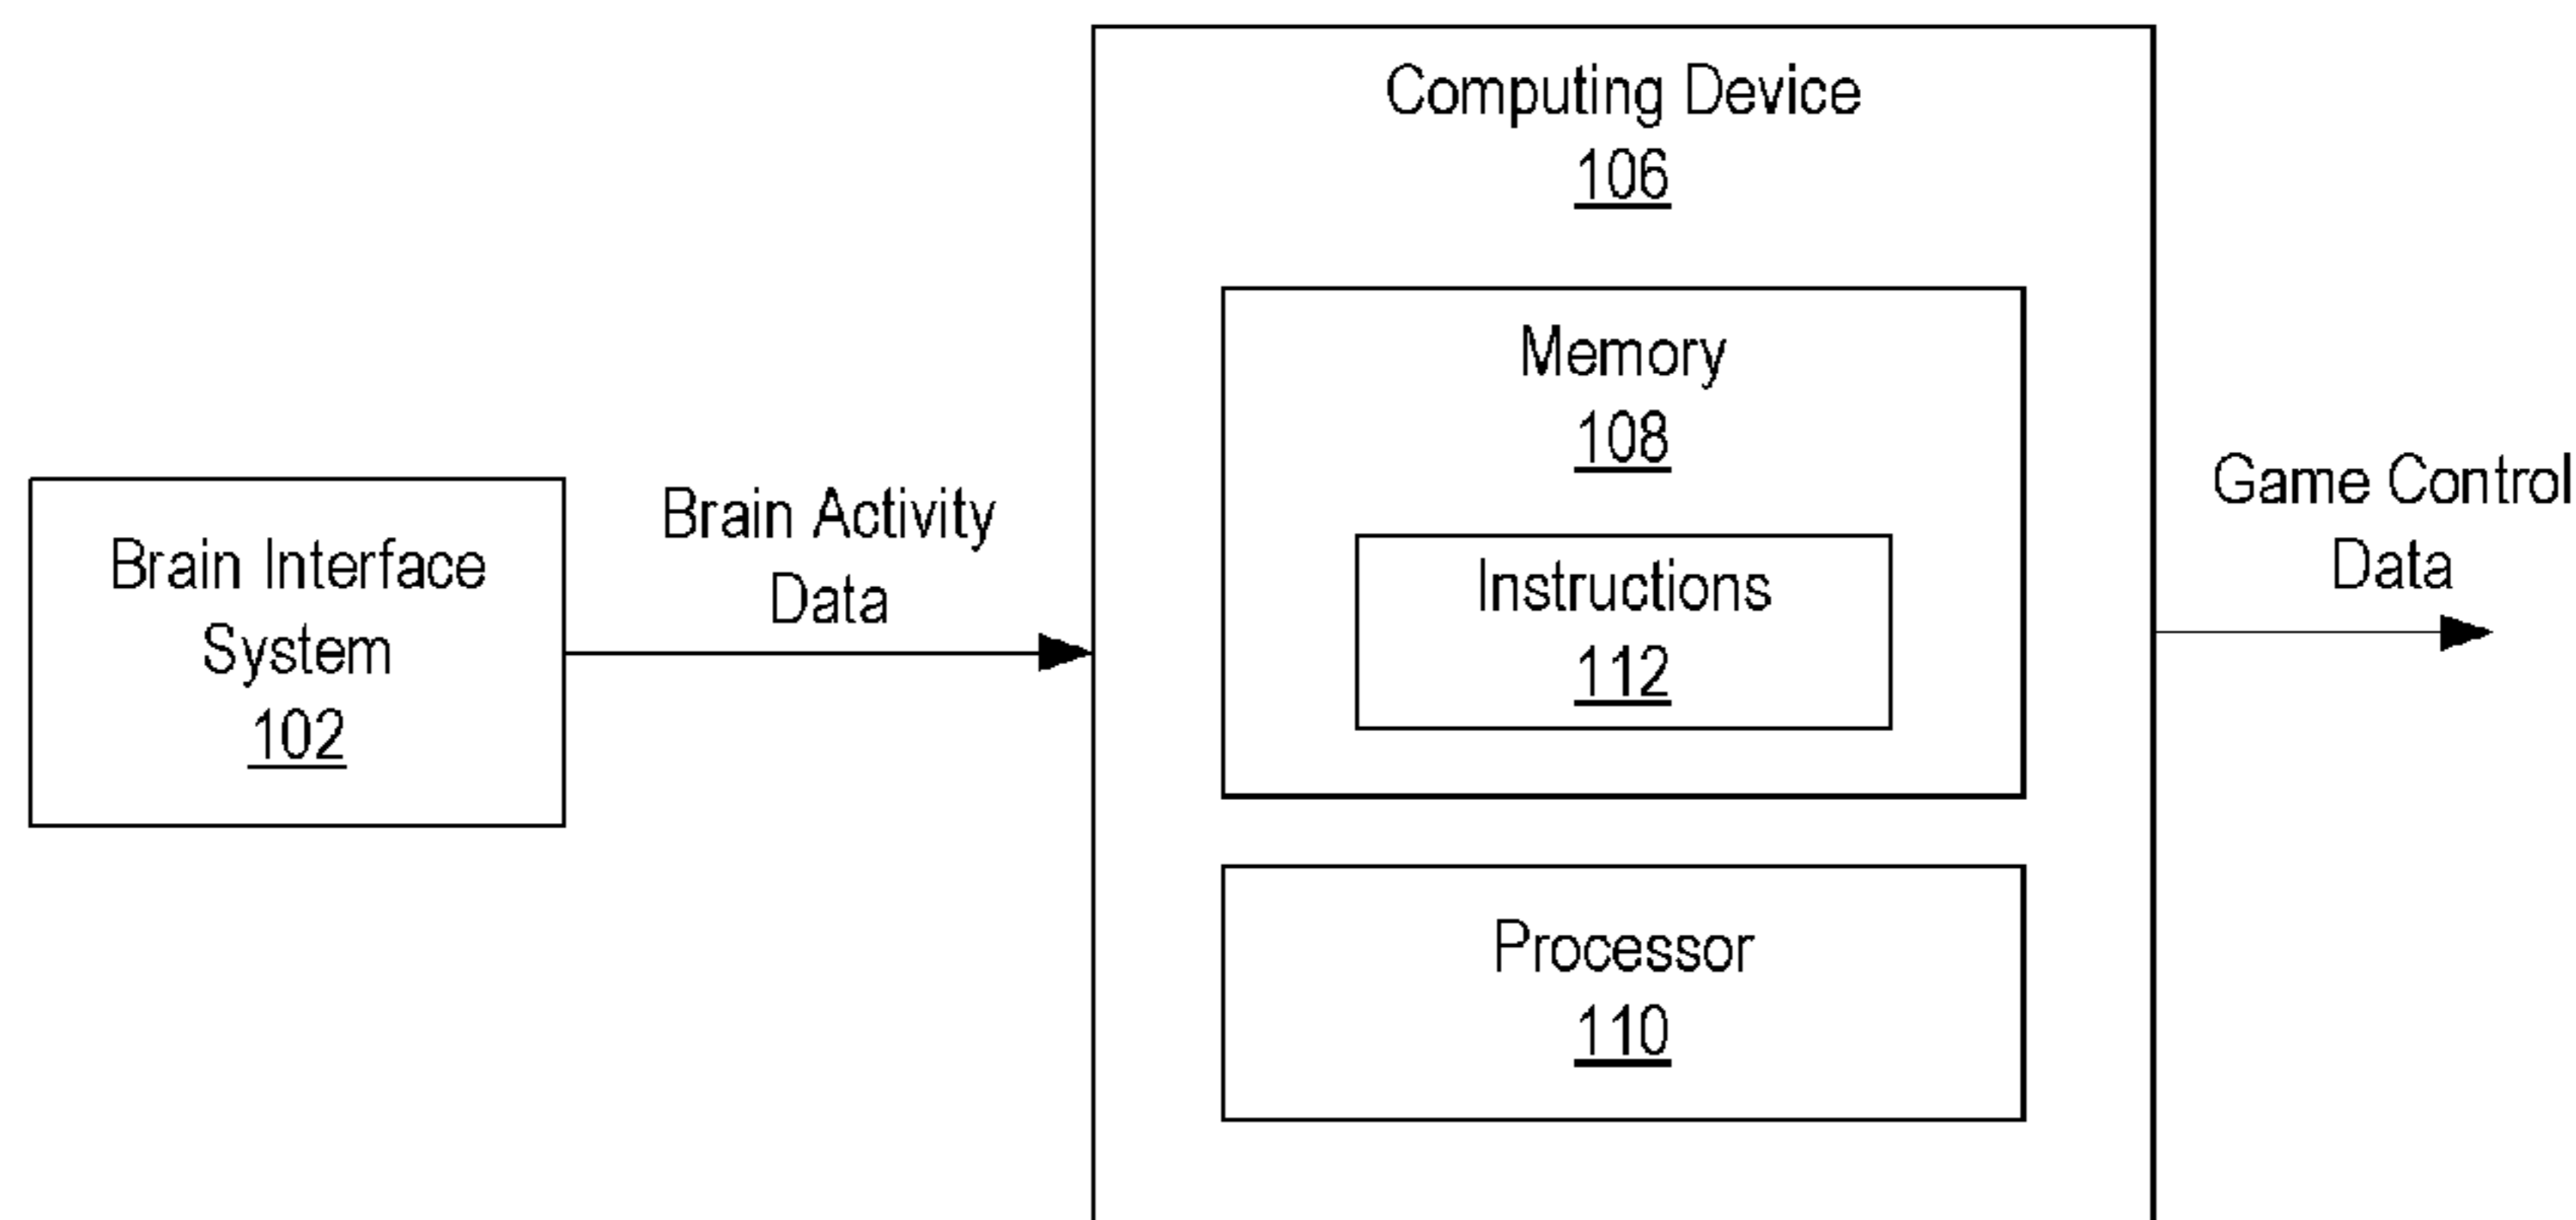 Computing Device
106
Memory
108
Instructions
112
Processor
110
Brain Interface
System
102
Brain Activity
Data
Game Control
Data